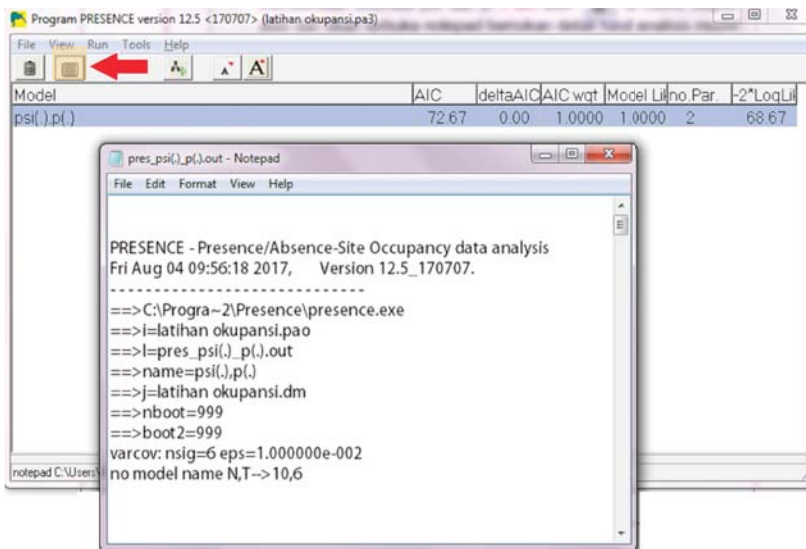 Program PRESENCE version 12.5 <170707> (latihan okupansi.pa3)
File View Run Tools Help
Model AIC deltaAIC AIC wgt Model Lik no.Par. -2*LogLik
psi(.),p(.) 72.67 0.00 1.0000 1.0000 2 68.67
pres_psi(.)_p(.).out - Notepad
File Edit Format View Help
PRESENCE - Presence/Absence-Site Occupancy data analysis
Fri Aug 04 09:56:18 2017, Version 12.5_170707.
- - - - - - - - - - - - - - - - - - - - - - - - - - - - -
==>C:\Progra~2\Presence\presence.exe
==>i=latihan okupansi.pao
==>l=pres_psi(.)_p(.).out
==>name=psi(.),p(.)
==>j=latihan okupansi.dm
==>nboot=999
==>boot2=999
varcov: nsig=6 eps=1.000000e-002
no model name N,T-->10,6
notepad C:\Users\